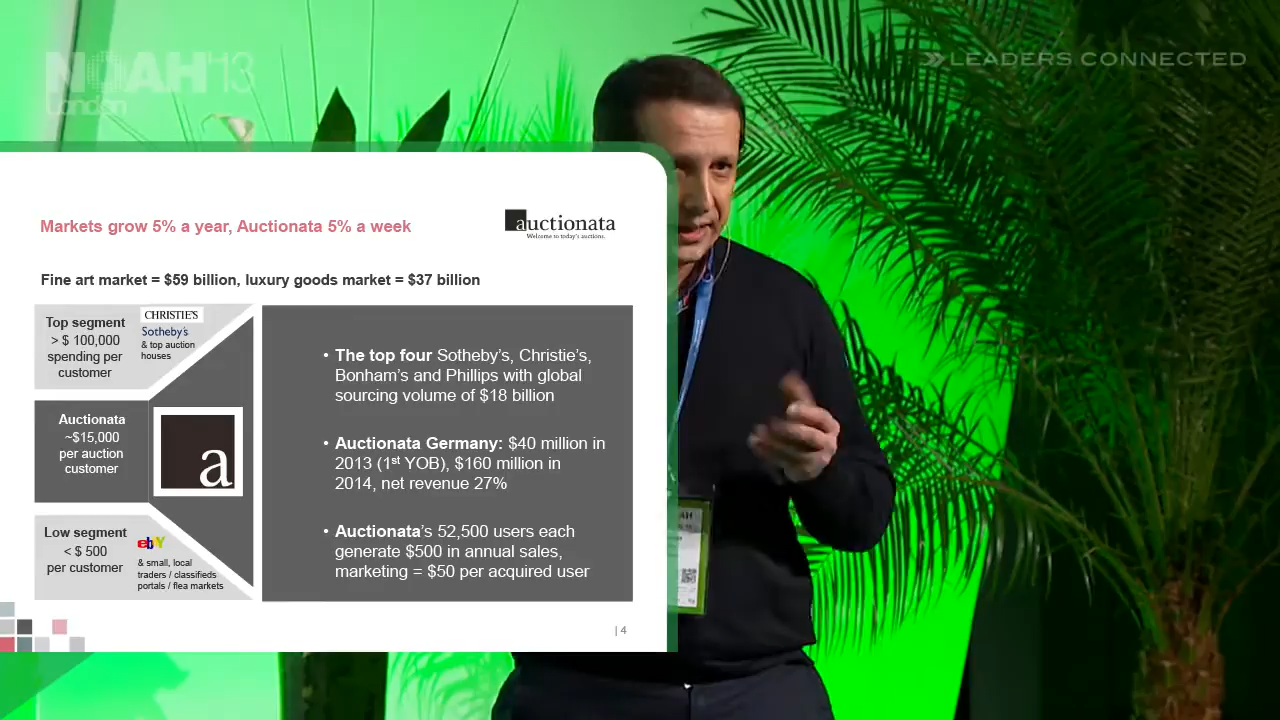 NOAH'13
London
LEADERS CONNECTED
Markets grow 5% a year, Auctionata 5% a week
auctionata
Welcome to today's auctions.
Fine art market = $59 billion, luxury goods market = $37 billion
Top segment
> $ 100,000
spending per
customer
CHRISTIE'S
Sotheby's
& top auction
houses
Auctionata
~$15,000
per auction
customer
a
Low segment
< $ 500
per customer
ebY
& small, local
traders / classifieds
portals / flea markets
• The top four Sotheby's, Christie's,
Bonham's and Phillips with global
sourcing volume of $18 billion
• Auctionata Germany: $40 million in
2013 (1st YOB), $160 million in
2014, net revenue 27%
• Auctionata's 52,500 users each
generate $500 in annual sales,
marketing = $50 per acquired user
| 4